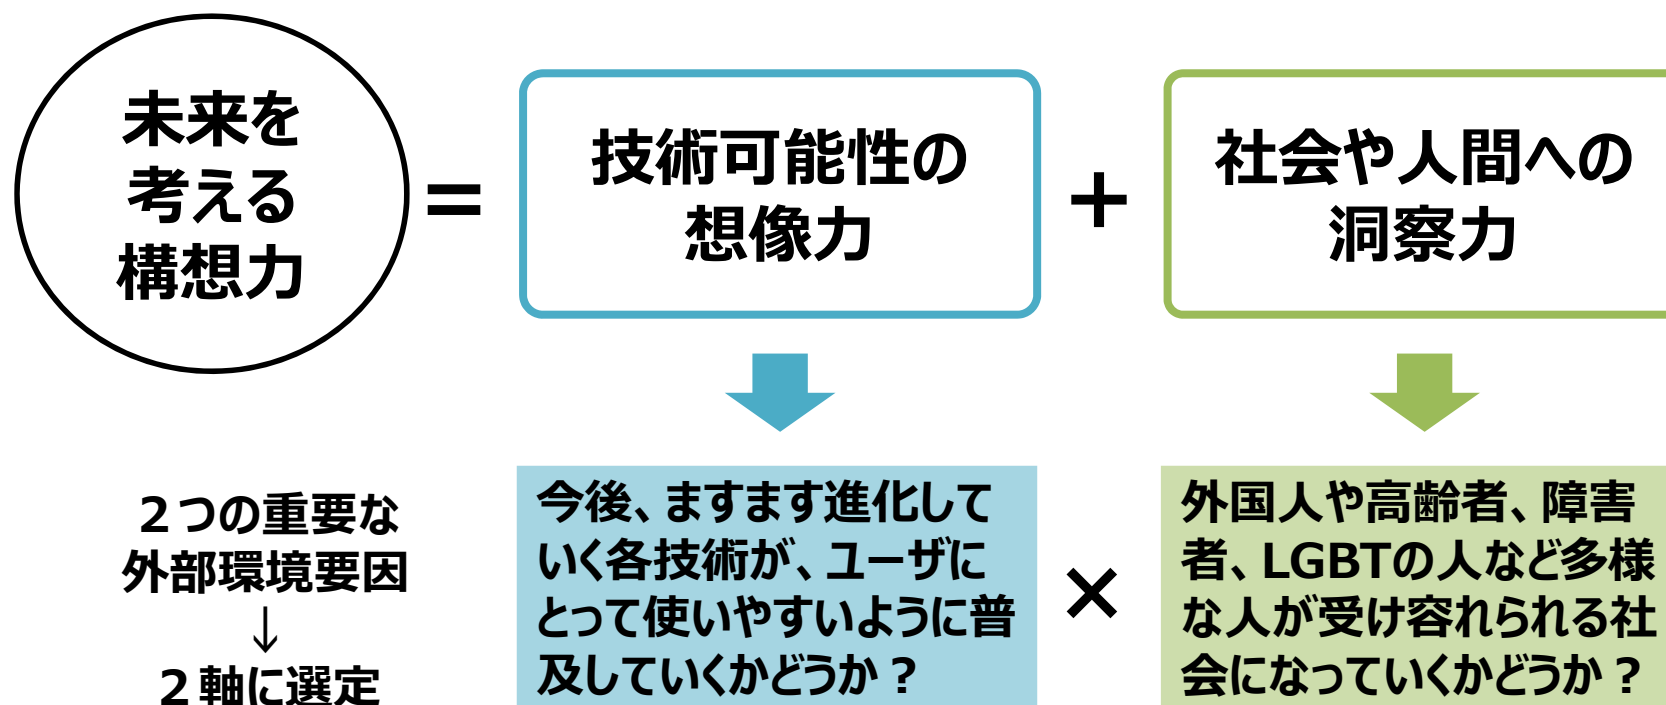 未来を
考える
構想力
＝
技術可能性の
想像力
＋
社会や人間への
洞察力
２つの重要な
外部環境要因
↓
２軸に選定
今後、ますます進化して
いく各技術が、ユーザに
とって使いやすいように普
及していくかどうか？
×
外国人や高齢者、障害
者、LGBTの人など多様
な人が受け容れられる社
会になっていくかどうか？